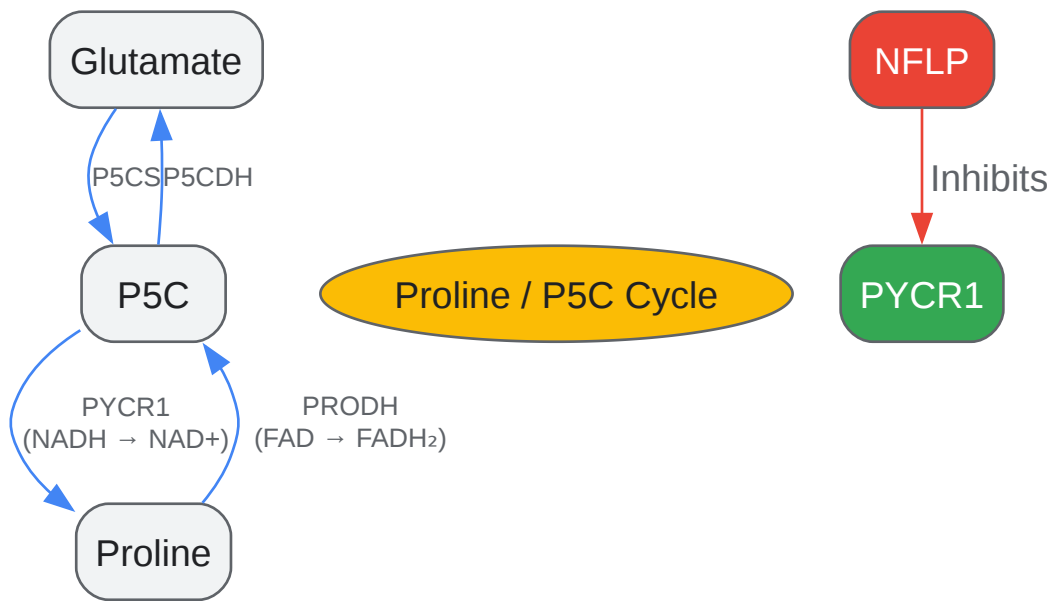 Glutamate
NFLP
P5CS
P5CDH
Inhibits
P5C
Proline / P5C Cycle
PYCR1
PYCR1
(NADH → NAD+)
PRODH
(FAD → FADH₂)
Proline